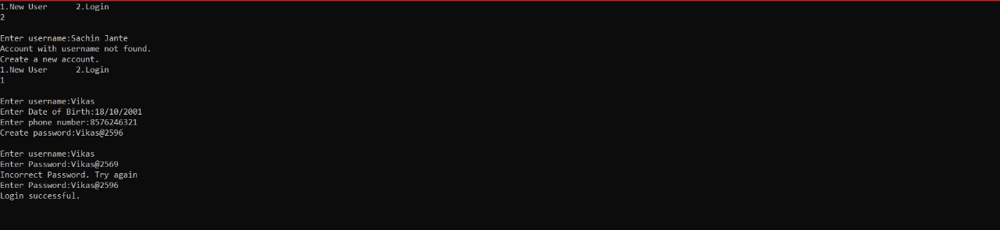 1.New User      2.Login
2
Enter username:Sachin Jante
Account with username not found.
Create a new account.
1.New User      2.Login
1
Enter username:Vikas
Enter Date of Birth:18/10/2001
Enter phone number:8576246321
Create password:Vikas@2596
Enter username:Vikas
Enter Password:Vikas@2569
Incorrect Password. Try again
Enter Password:Vikas@2596
Login successful.